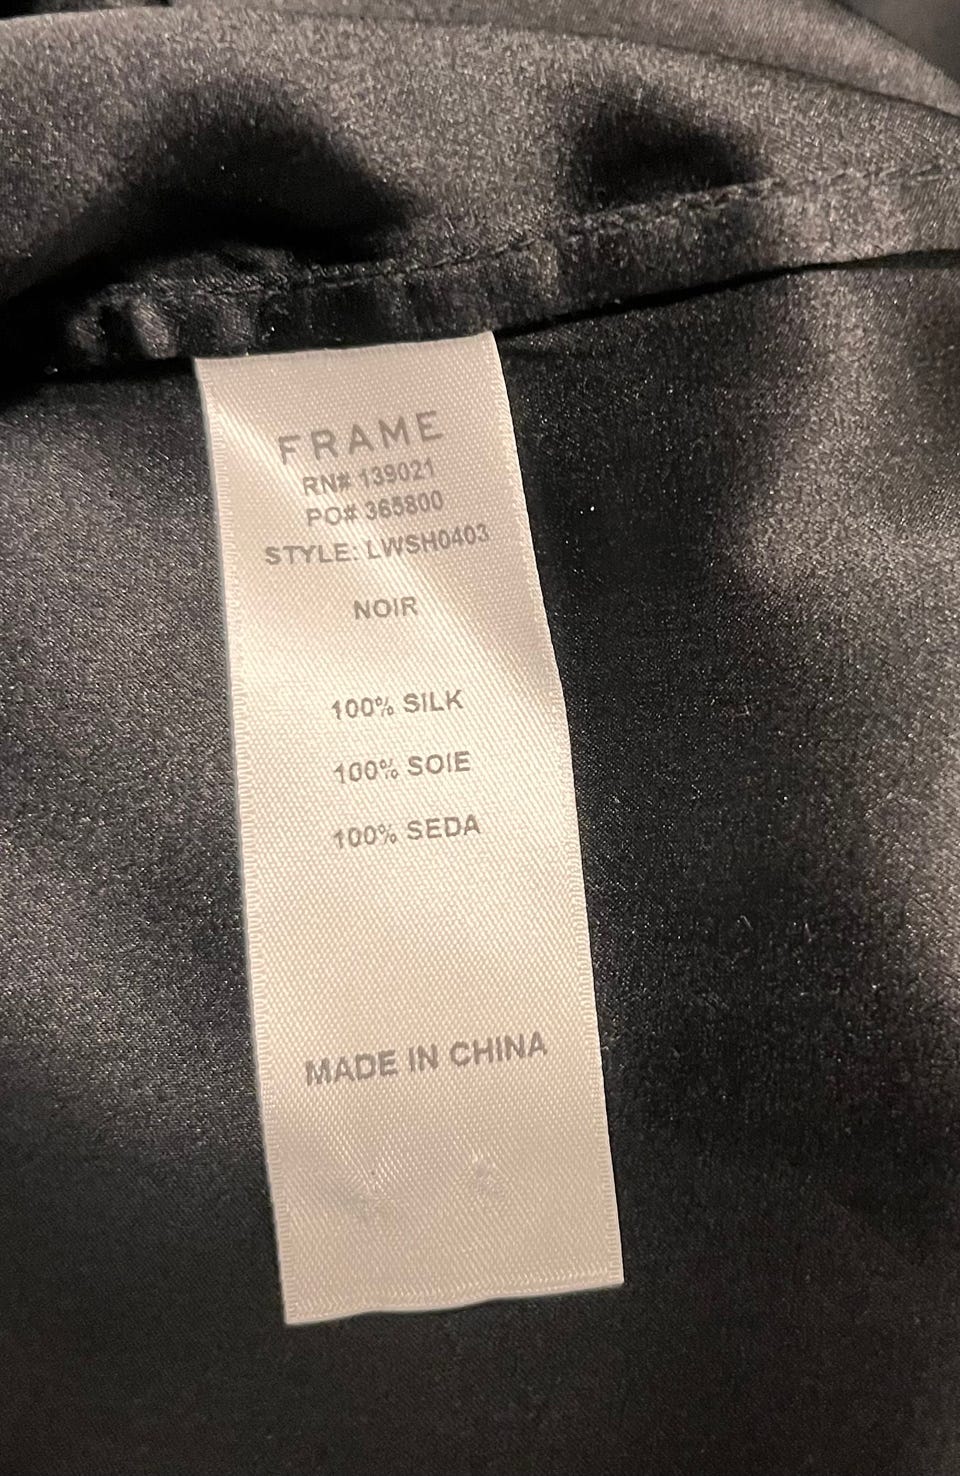 FRAME
RN# 139021
PO# 365800
STYLE: LWSH0403
NOIR
100% SILK
100% SOIE
100% SEDA
MADE IN CHINA